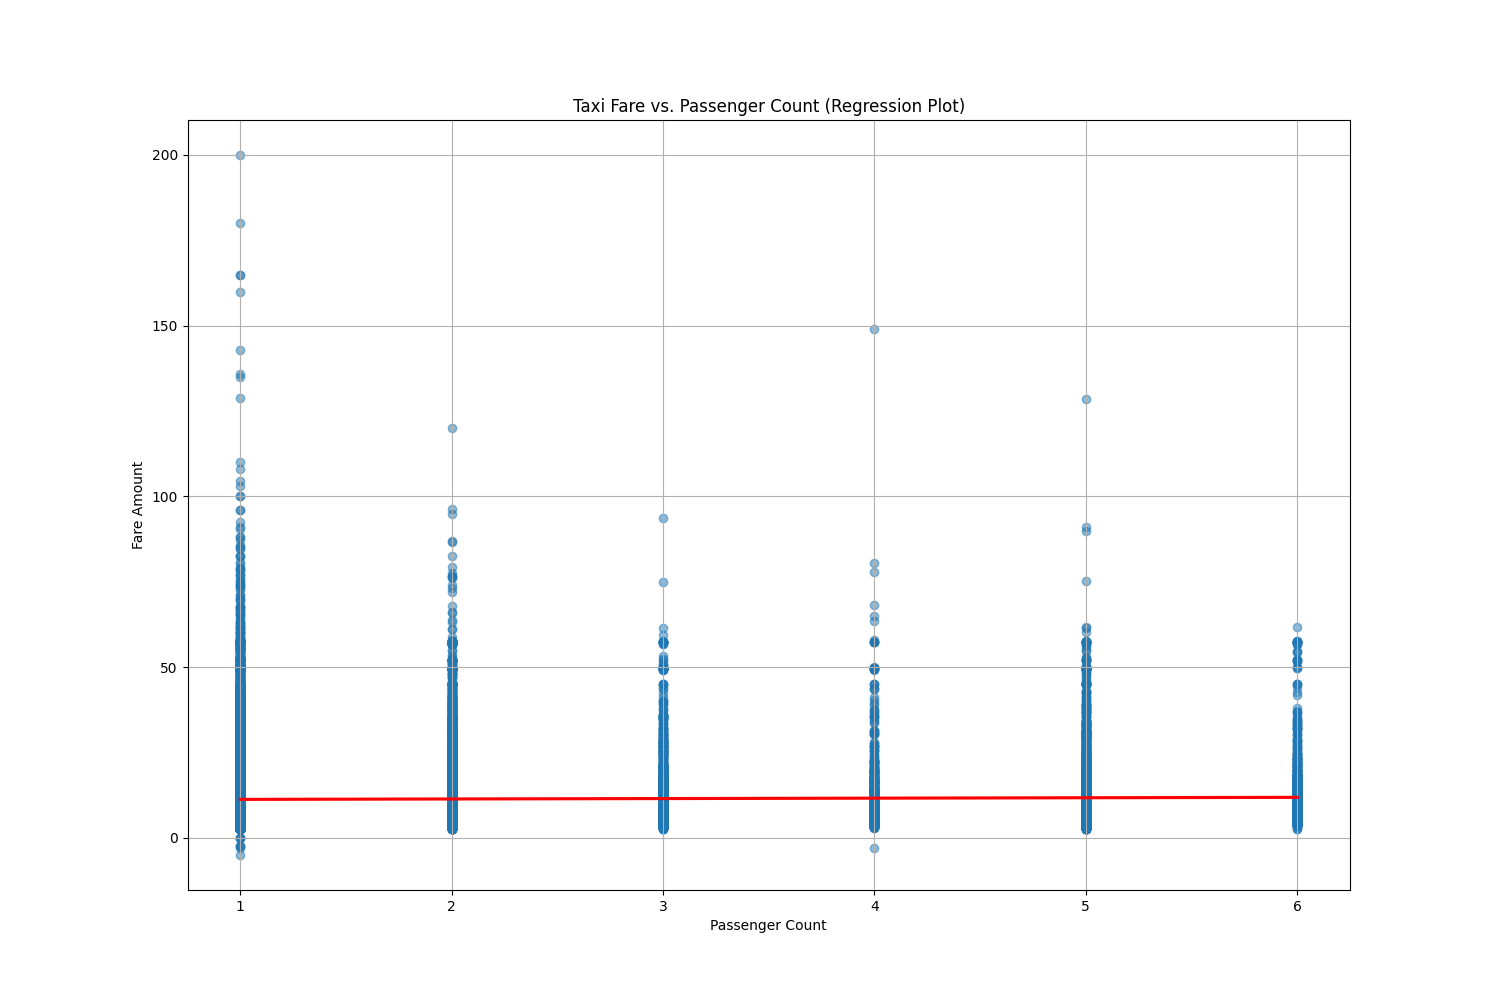 Taxi Fare vs. Passenger Count (Regression Plot)
200
150
100
50
0
Fare Amount
1 2 3 4 5 6
Passenger Count